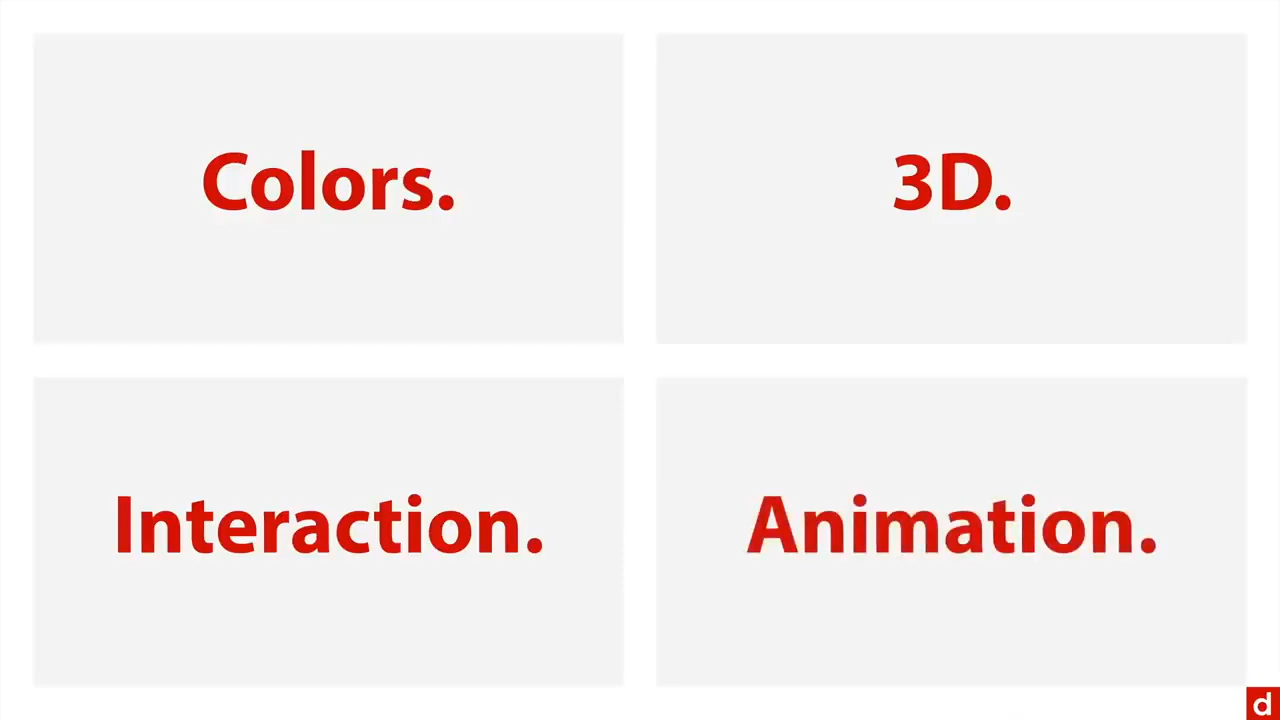 Colors.
3D.
Interaction.
Animation.
d